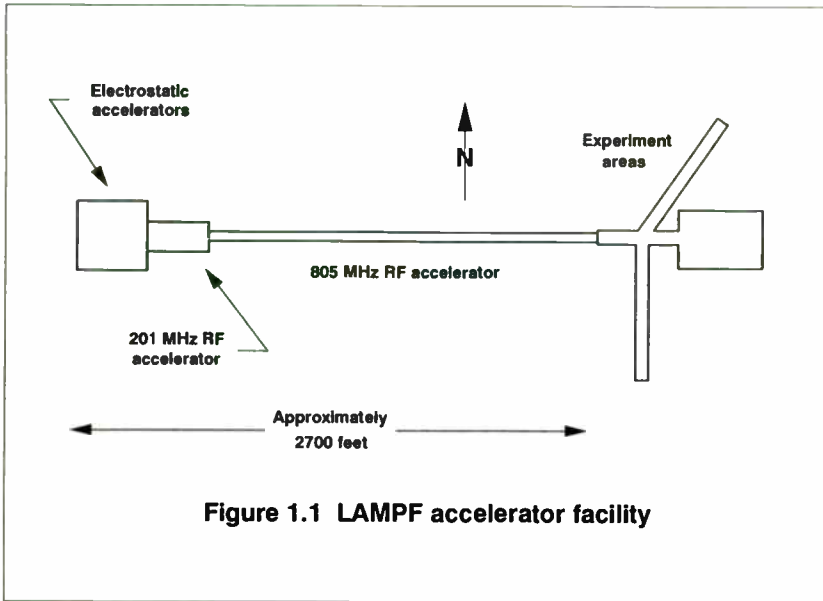 Electrostatic
accelerators
N
Experiment
areas
805 MHz RF accelerator
201 MHz RF
accelerator
Approximately
2700 feet
Figure 1.1 LAMPF accelerator facility